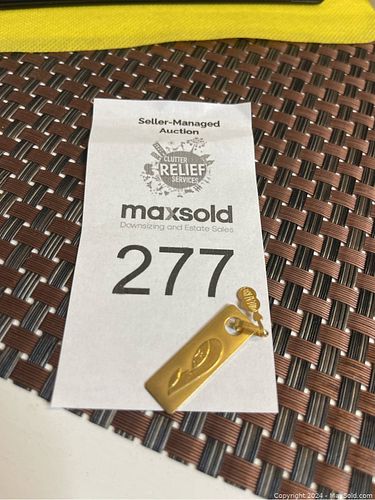 Seller-Managed
Auction
CLUTTER
RELIEF
SERVICES
maxsold
Downsizing and Estate Sales
277
Copyright 2024 - MaxSold.com